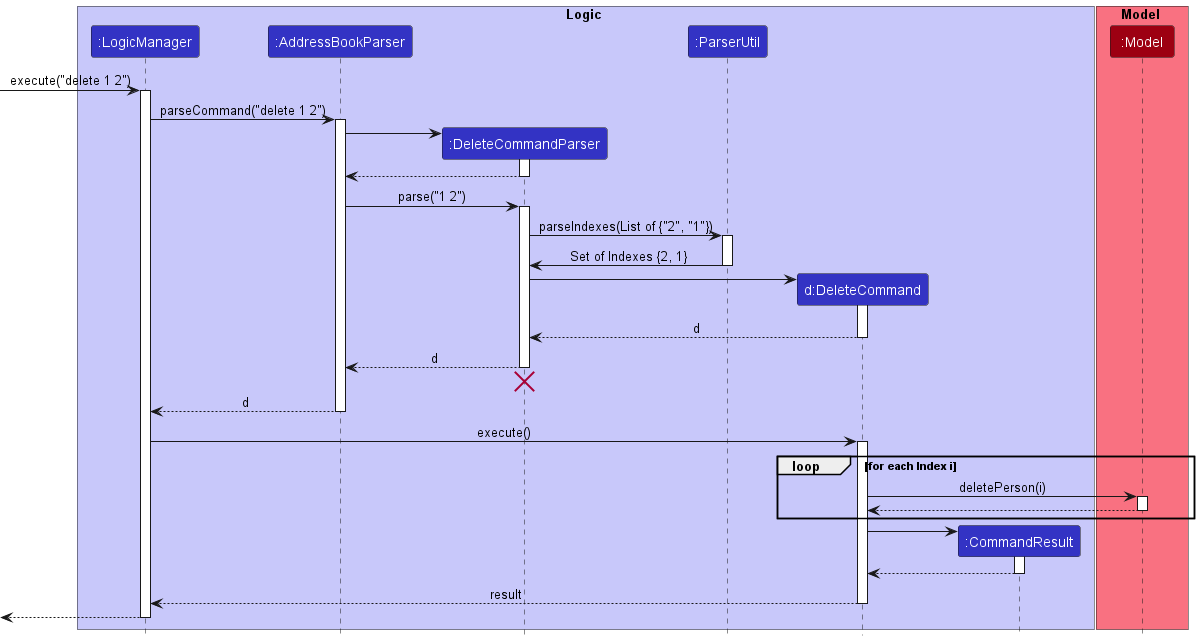 Logic
Model
:LogicManager
:AddressBookParser
:ParserUtil
:Model
execute("delete 1 2")
parseCommand("delete 1 2")
:DeleteCommandParser
parse("1 2")
parseIndexes(List of {"2", "1"})
Set of Indexes {2, 1}
d:DeleteCommand
d
d
d
execute()
loop
[for each Index i]
deletePerson(i)
:CommandResult
result